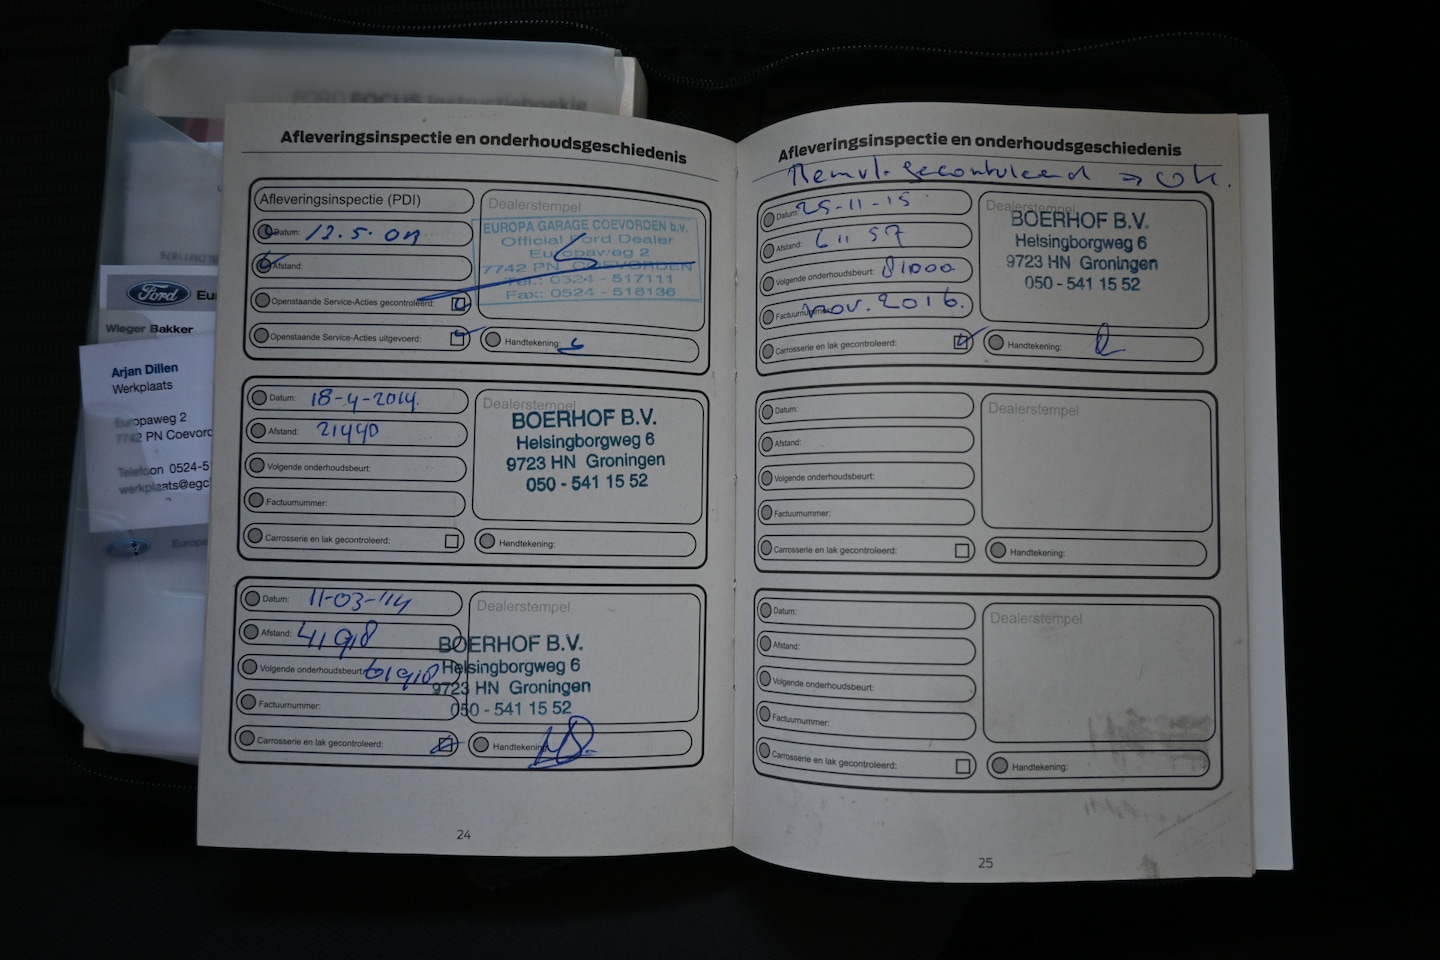 FORD FOCUS instructieboekje
Ford
Wieger Bakker
Arjan Dillen
Werkplaats
Europaweg 2
7742 PN Coevord
Telefoon 0524-5
werkplaats@egc
Europa
Afleveringsinspectie en onderhoudsgeschiedenis
Afleveringsinspectie (PDI)
Datum: 12.5.09
Afstand:
Openstaande Service-Acties gecontroleerd:
Openstaande Service-Acties uitgevoerd:
Dealerstempel
EUROPA GARAGE COEVORDEN b.v.
Official Ford Dealer
Europaweg 2
7742 PN COEVORDEN
Tel.: 0524 - 517111
Fax: 0524 - 516136
Handtekening:
Datum: 18-4-2014.
Afstand: 21440
Volgende onderhoudsbeurt:
Factuurnummer:
Carrosserie en lak gecontroleerd:
Dealerstempel
BOERHOF B.V.
Helsingborgweg 6
9723 HN Groningen
050 - 541 15 52
Handtekening:
Datum: 11-03-'14
Afstand: 41918
Volgende onderhoudsbeurt: 61918
Factuurnummer:
Carrosserie en lak gecontroleerd:
Dealerstempel
BOERHOF B.V.
Helsingborgweg 6
9723 HN Groningen
050 - 541 15 52
Handtekening:
24
Afleveringsinspectie en onderhoudsgeschiedenis
Remvl. gecontroleerd → OK.
Datum: 25-11-15
Afstand: 61157
Volgende onderhoudsbeurt: 81000
Factuurnummer: nov. 2016.
Carrosserie en lak gecontroleerd:
Dealerstempel
BOERHOF B.V.
Helsingborgweg 6
9723 HN Groningen
050 - 541 15 52
Handtekening:
Datum:
Afstand:
Volgende onderhoudsbeurt:
Factuurnummer:
Carrosserie en lak gecontroleerd:
Dealerstempel
Handtekening:
Datum:
Afstand:
Volgende onderhoudsbeurt:
Factuurnummer:
Carrosserie en lak gecontroleerd:
Dealerstempel
Handtekening:
25